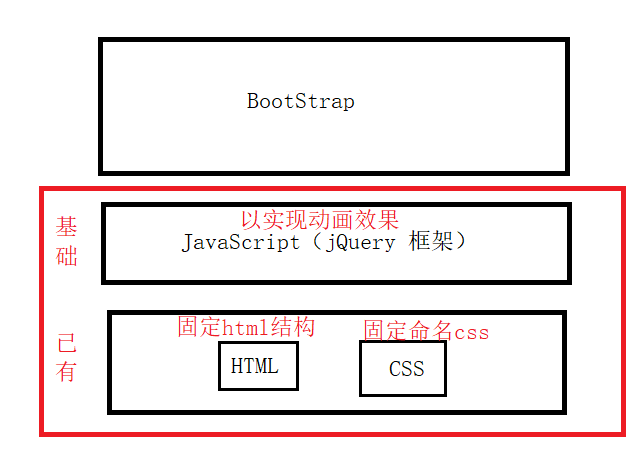 BootStrap
以实现动画效果
JavaScript（jQuery 框架）
基础
固定html结构
固定命名css
已有
HTML
CSS